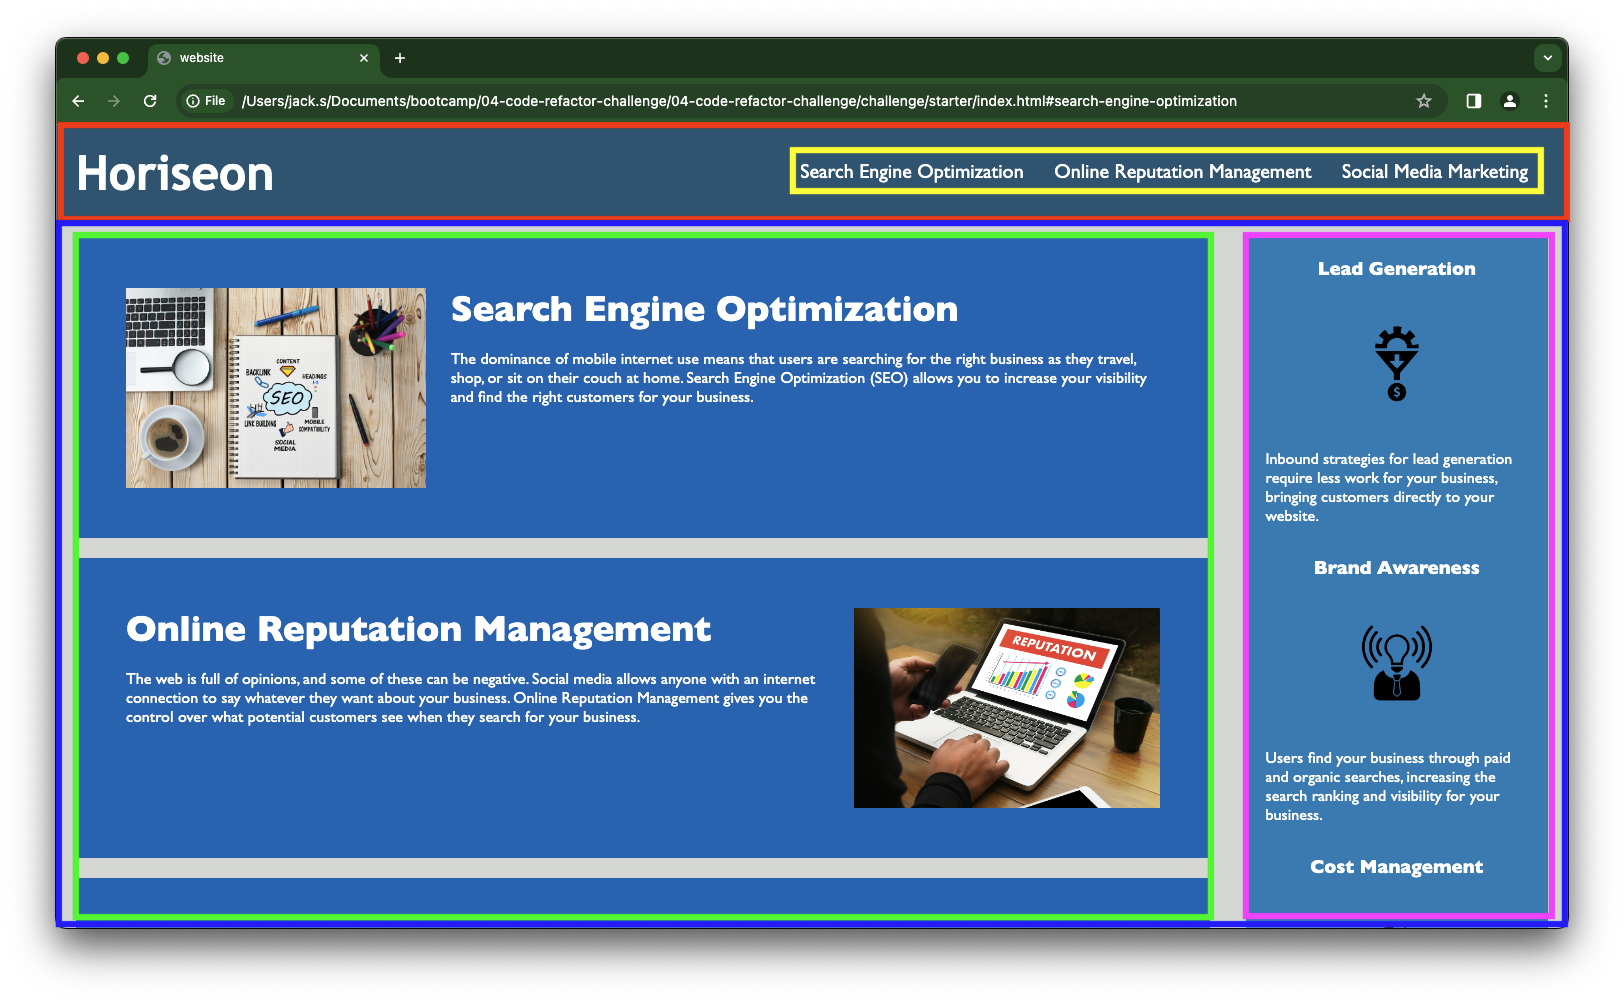 website
File
/Users/jack.s/Documents/bootcamp/04-code-refactor-challenge/04-code-refactor-challenge/challenge/starter/index.html#search-engine-optimization
Horiseon
Search Engine Optimization
Online Reputation Management
Social Media Marketing
Search Engine Optimization
The dominance of mobile internet use means that users are searching for the right business as they travel,
shop, or sit on their couch at home. Search Engine Optimization (SEO) allows you to increase your visibility
and find the right customers for your business.
CONTENT
BACKLINK
HEADINGS
SEO
LINK BUILDING
MOBILE
COMPATIBILITY
SOCIAL
MEDIA
Online Reputation Management
The web is full of opinions, and some of these can be negative. Social media allows anyone with an internet
connection to say whatever they want about your business. Online Reputation Management gives you the
control over what potential customers see when they search for your business.
REPUTATION
Lead Generation
$
Inbound strategies for lead generation
require less work for your business,
bringing customers directly to your
website.
Brand Awareness
Users find your business through paid
and organic searches, increasing the
search ranking and visibility for your
business.
Cost Management